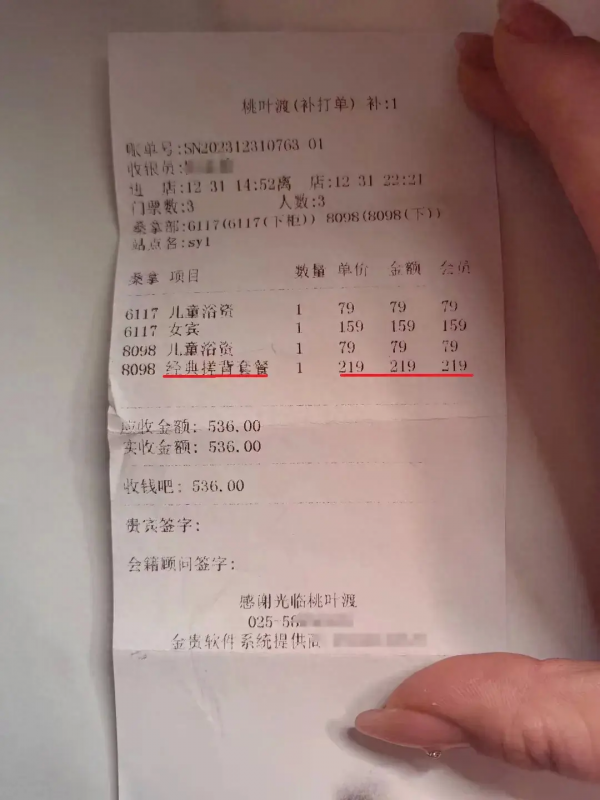 桃叶渡(补打单) 补:1
账单号:SN202312310763 01
收银员:
进 店:12 31 14:52离 店:12 31 22:21
门票数:3 人数:3
桑拿部:6117(6117(下柜)) 8098(8098(下))
站点名:sy1
桑拿 项目 数量 单价 金额 会员
6117 儿童浴资 1 79 79 79
6117 女宾 1 159 159 159
8098 儿童浴资 1 79 79 79
8098 经典搓背套餐 1 219 219 219
应收金额: 536.00
实收金额: 536.00
收钱吧: 536.00
贵宾签字:
会籍顾问签字:
感谢光临桃叶渡
025-58
金贵软件系统提供商